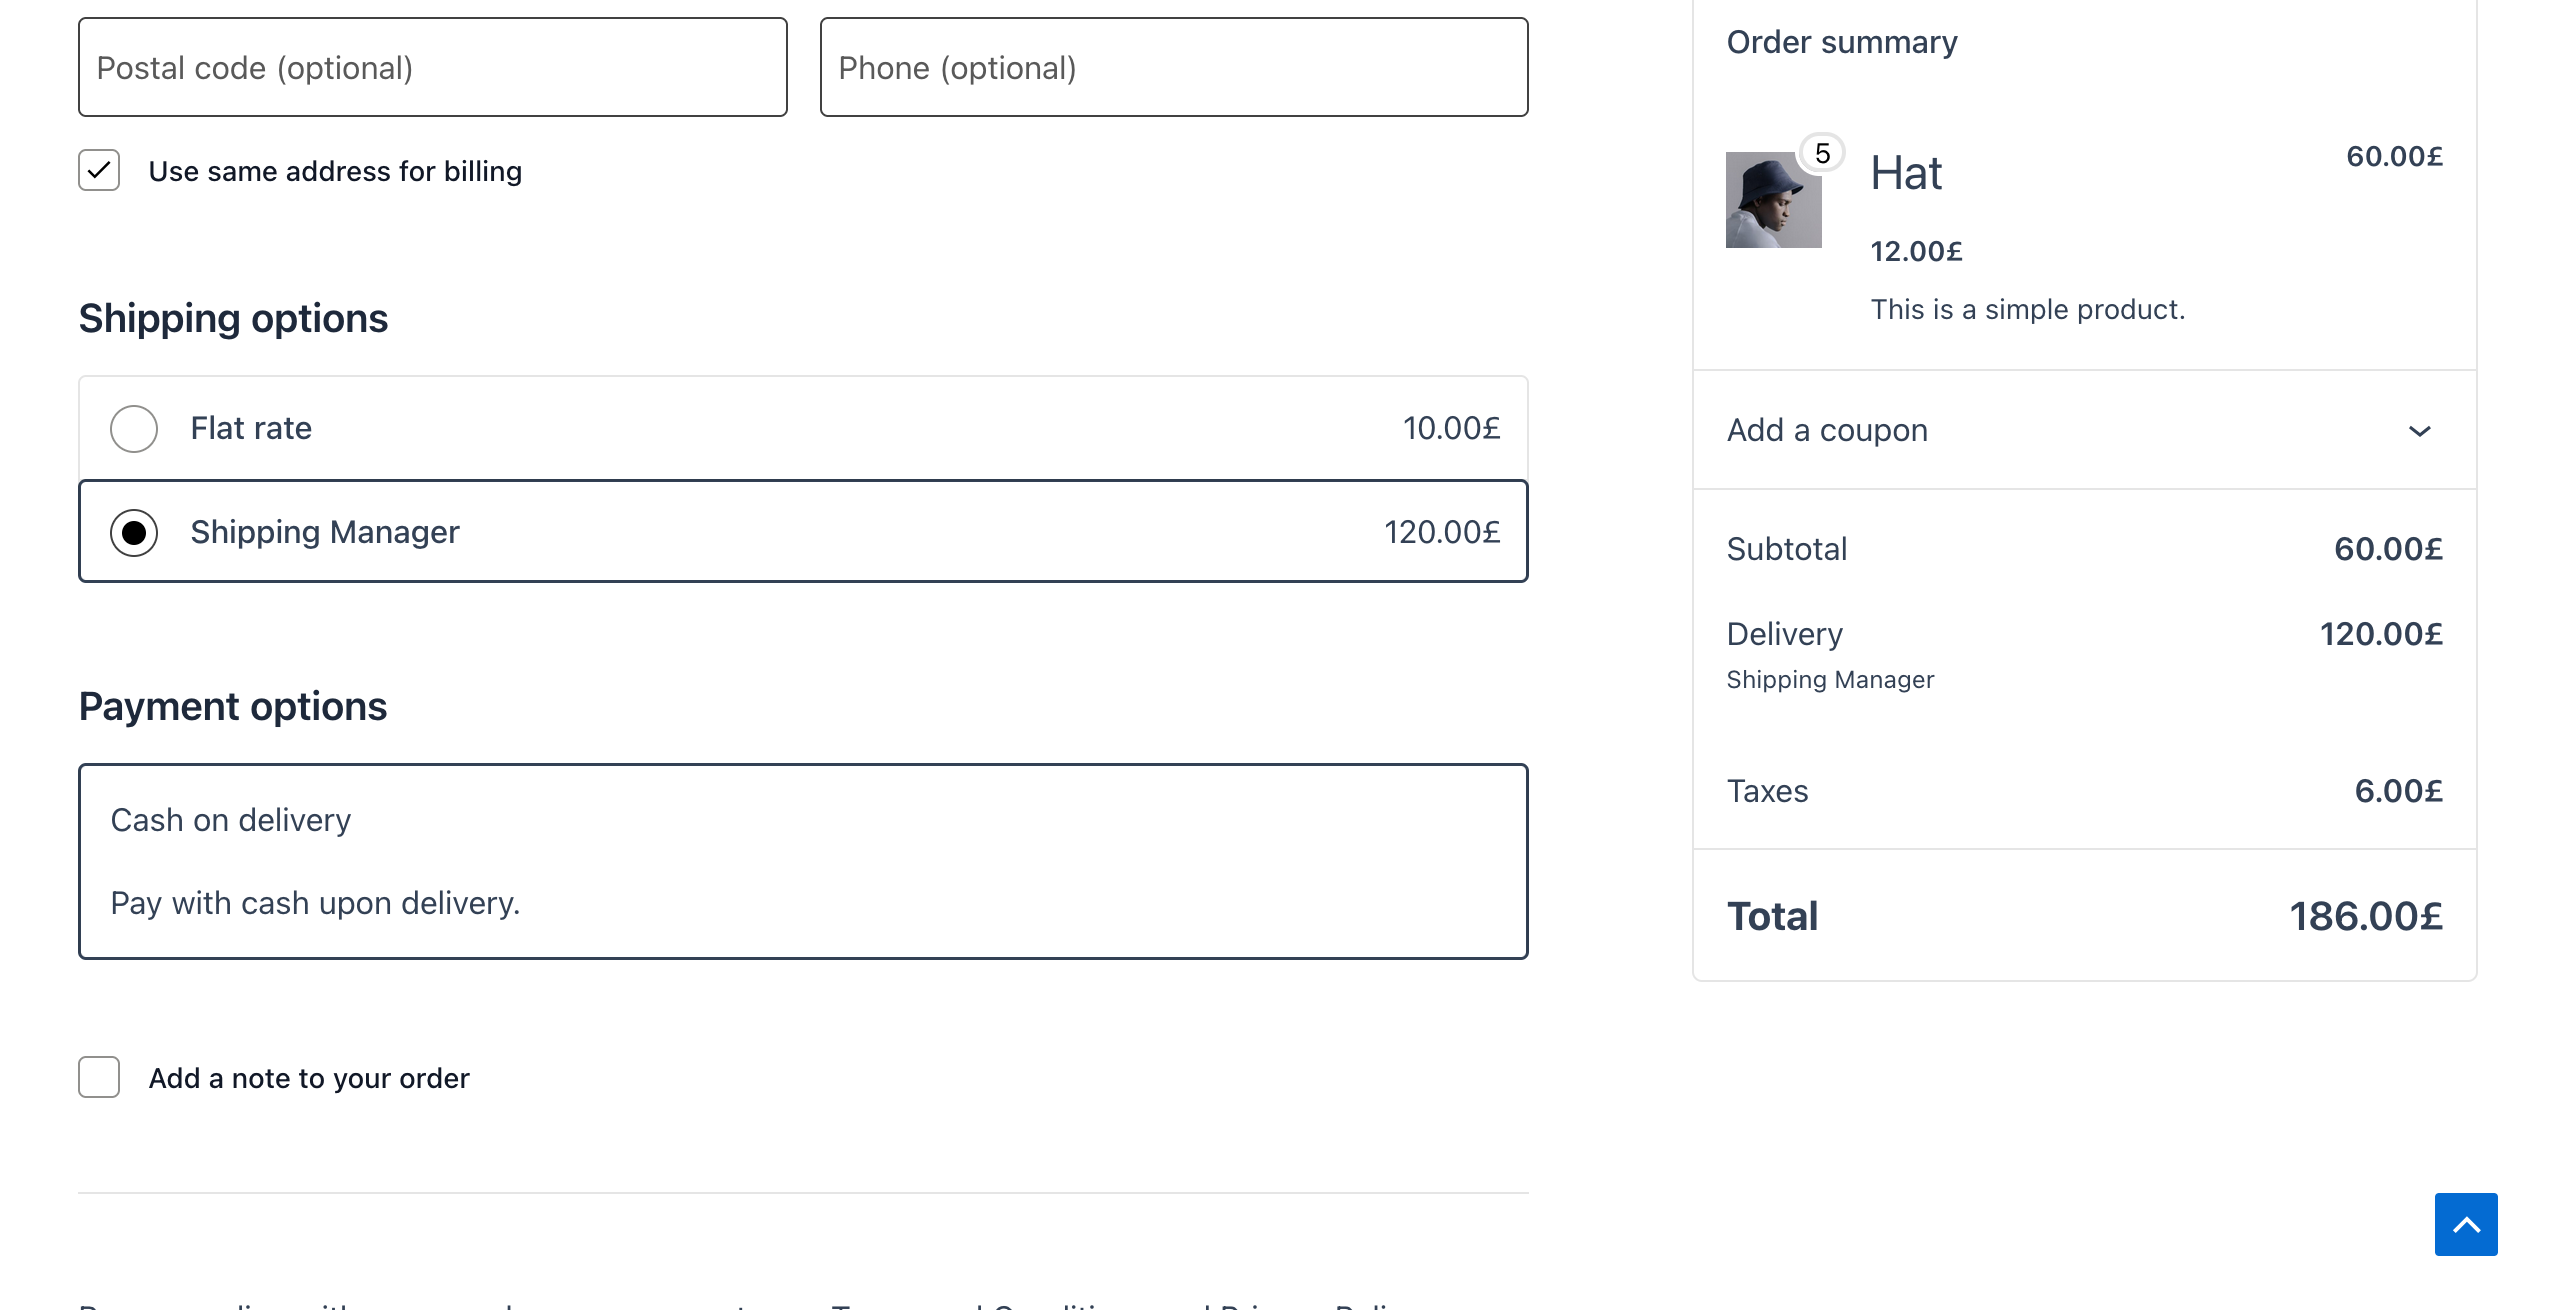 Postal code (optional)
Phone (optional)
Use same address for billing
Shipping options
Flat rate 10.00£
Shipping Manager 120.00£
Payment options
Cash on delivery
Pay with cash upon delivery.
Add a note to your order
Order summary
5
Hat 60.00£
12.00£
This is a simple product.
Add a coupon
Subtotal 60.00£
Delivery 120.00£
Shipping Manager
Taxes 6.00£
Total 186.00£